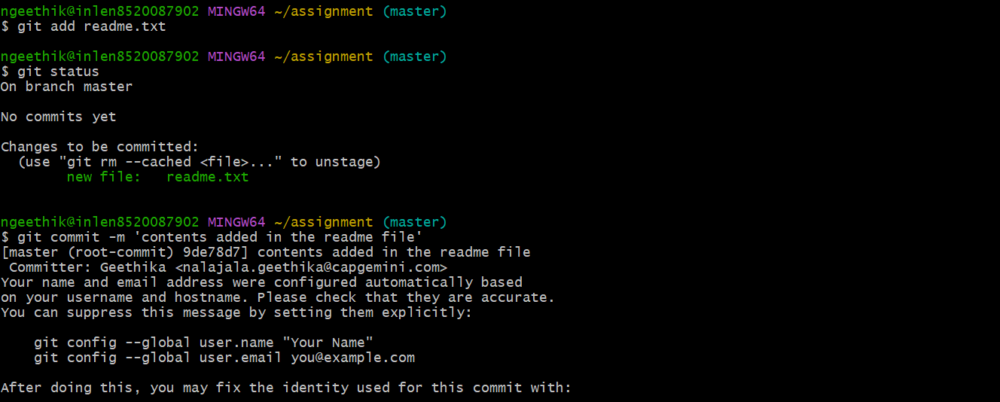 ngeethik@inlen8520087902 MINGW64 ~/assignment (master)
$ git add readme.txt
ngeethik@inlen8520087902 MINGW64 ~/assignment (master)
$ git status
On branch master
No commits yet
Changes to be committed:
  (use "git rm --cached <file>..." to unstage)
        new file:   readme.txt
ngeethik@inlen8520087902 MINGW64 ~/assignment (master)
$ git commit -m 'contents added in the readme file'
[master (root-commit) 9de78d7] contents added in the readme file
 Committer: Geethika <nalajala.geethika@capgemini.com>
Your name and email address were configured automatically based
on your username and hostname. Please check that they are accurate.
You can suppress this message by setting them explicitly:
    git config --global user.name "Your Name"
    git config --global user.email you@example.com
After doing this, you may fix the identity used for this commit with: